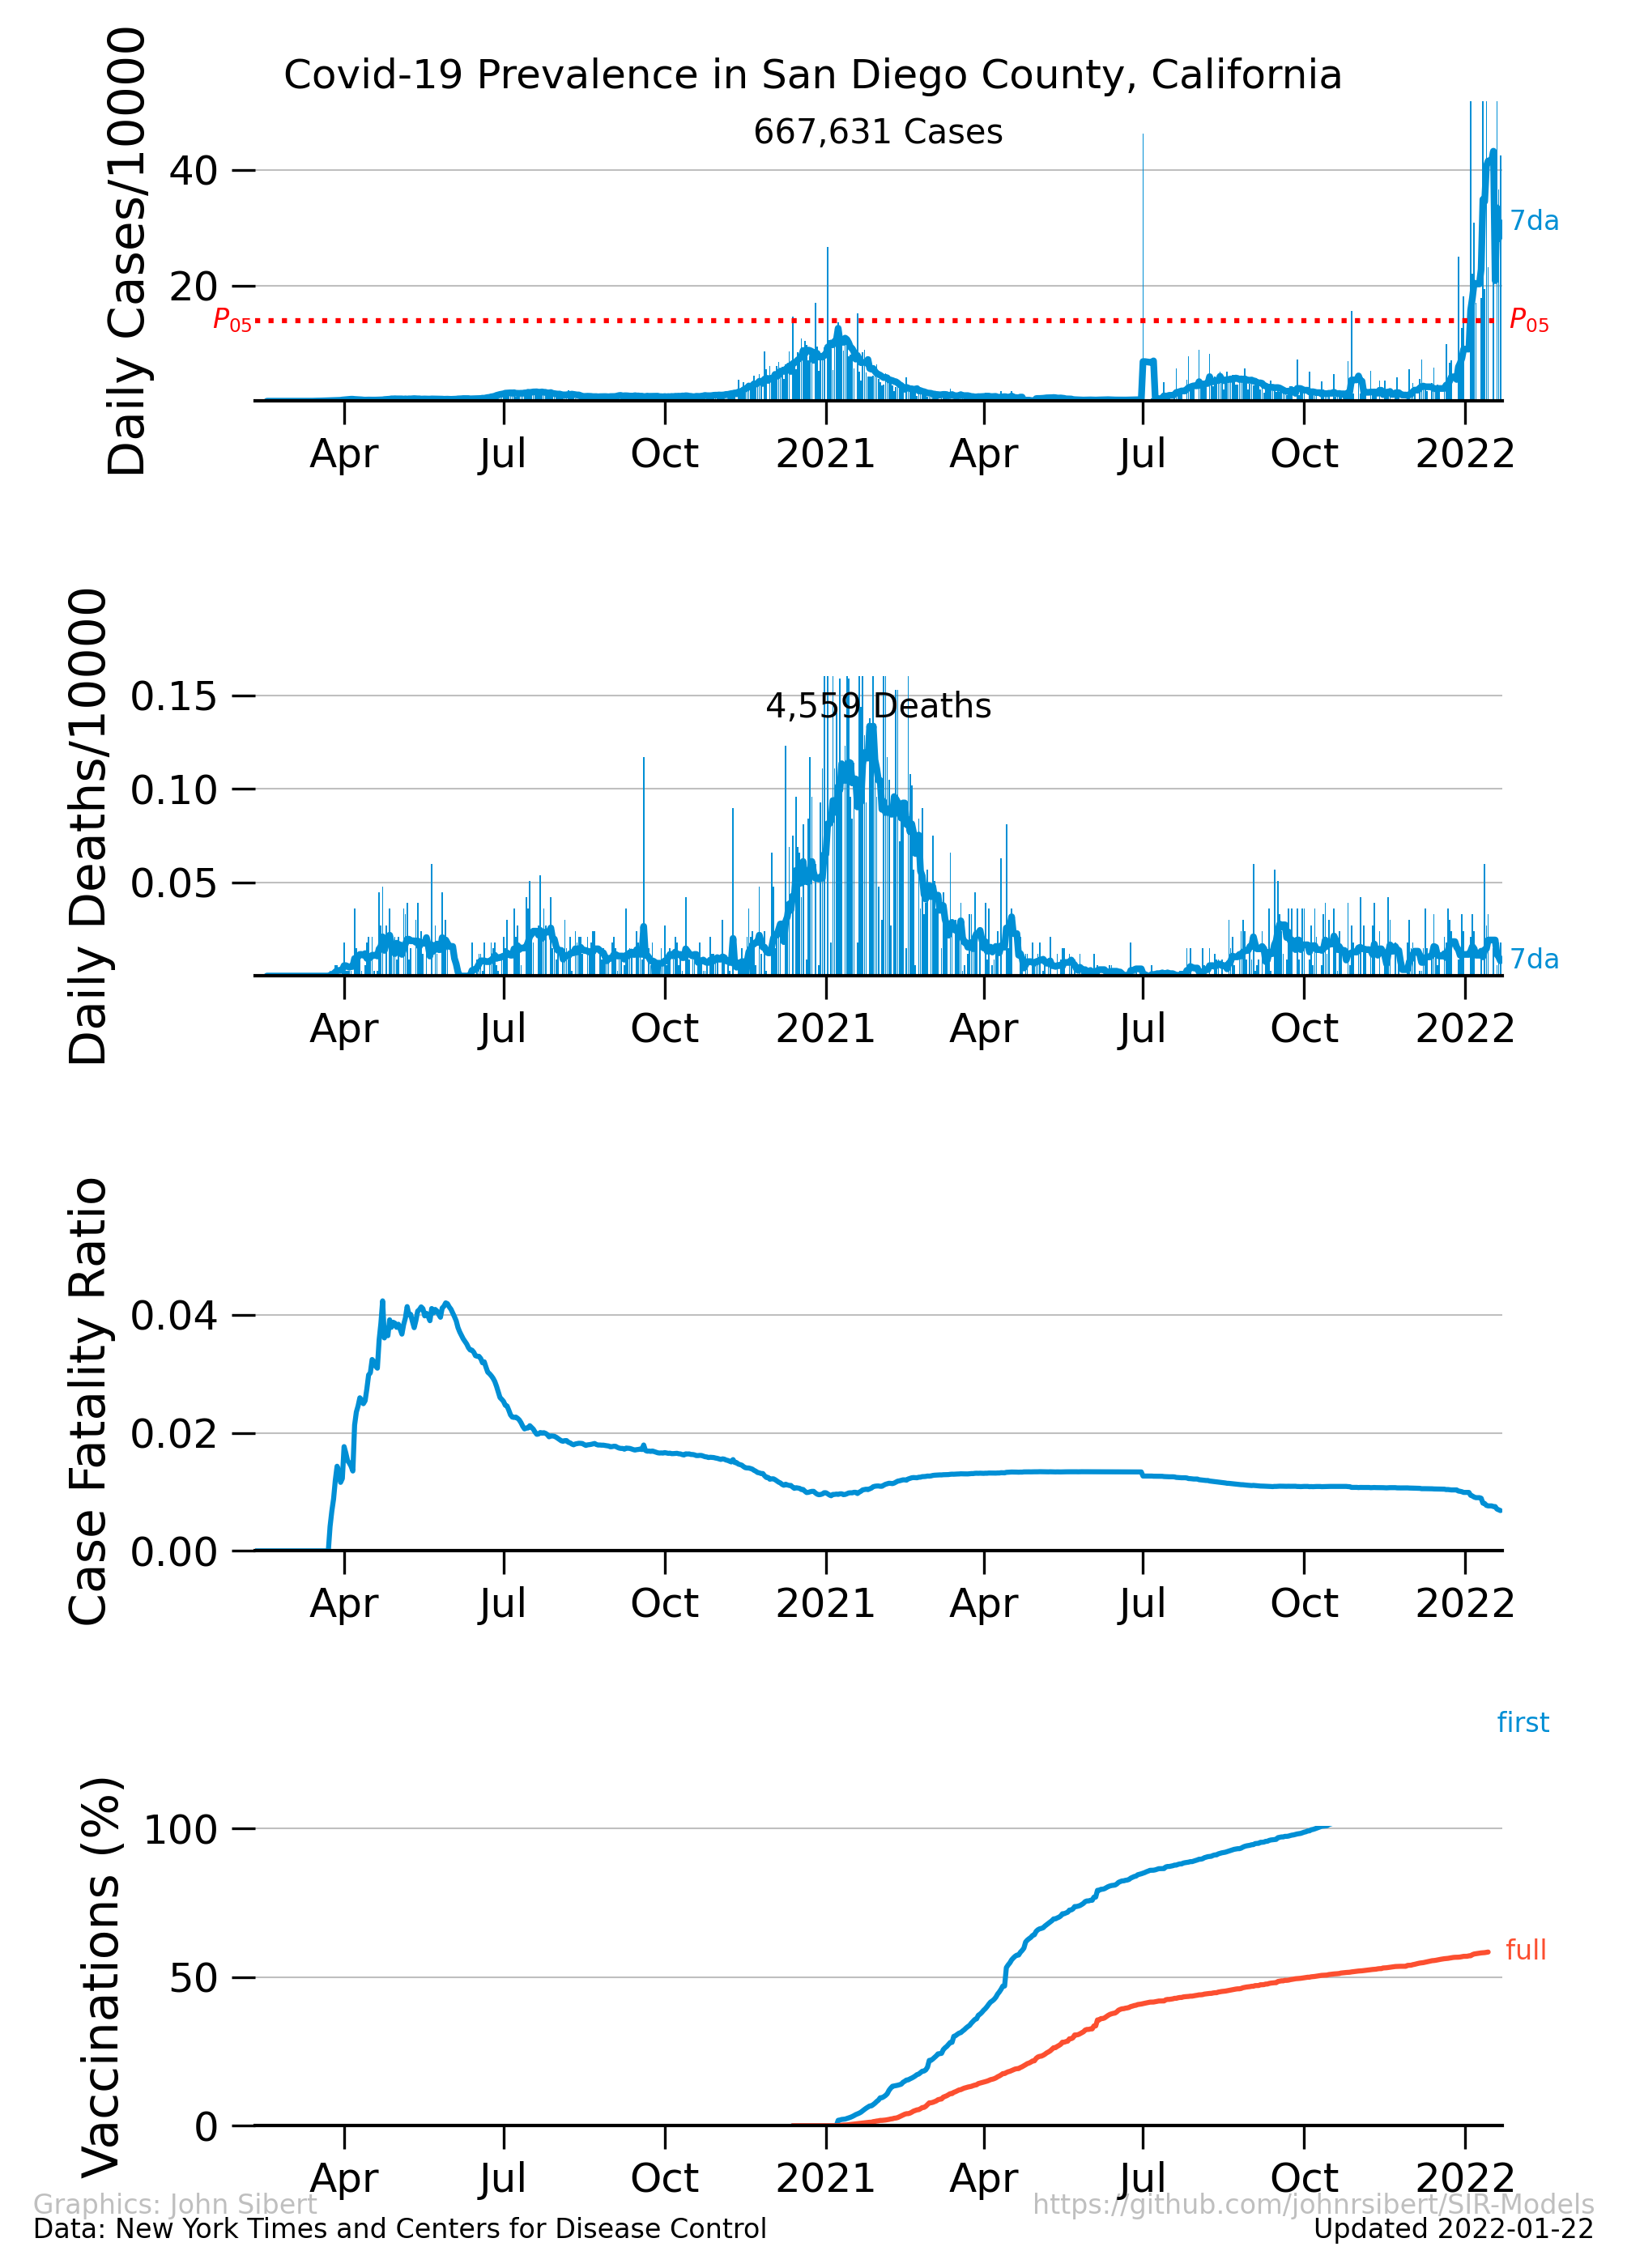 Covid-19 Prevalence in San Diego County, California
667,631 Cases
Daily Cases/10000
40
20
P05
P05
7da
Apr Jul Oct 2021 Apr Jul Oct 2022
4,559 Deaths
Daily Deaths/10000
0.15
0.10
0.05
7da
Apr Jul Oct 2021 Apr Jul Oct 2022
Case Fatality Ratio
0.04
0.02
0.00
Apr Jul Oct 2021 Apr Jul Oct 2022
first
Vaccinations (%)
100
50
0
full
Apr Jul Oct 2021 Apr Jul Oct 2022
Graphics: John Sibert
https://github.com/johnrsibert/SIR-Models
Data: New York Times and Centers for Disease Control
Updated 2022-01-22